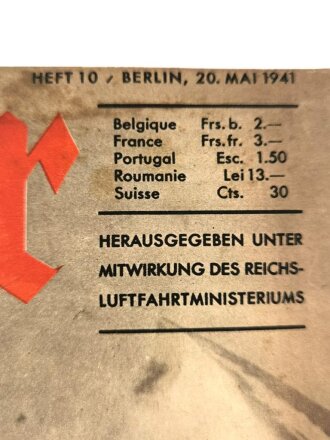 HEFT 10 / BERLIN, 20. MAI 1941
r
Belgique Frs. b. 2.—
France Frs. fr. 3.—
Portugal Esc. 1.50
Roumanie Lei 13.—
Suisse Cts. 30
HERAUSGEGEBEN UNTER
MITWIRKUNG DES REICHS-
LUFTFAHRTMINISTERIUMS